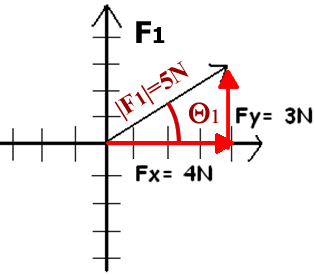 F1
|F1|=5N
Θ1
Fy= 3N
Fx= 4N